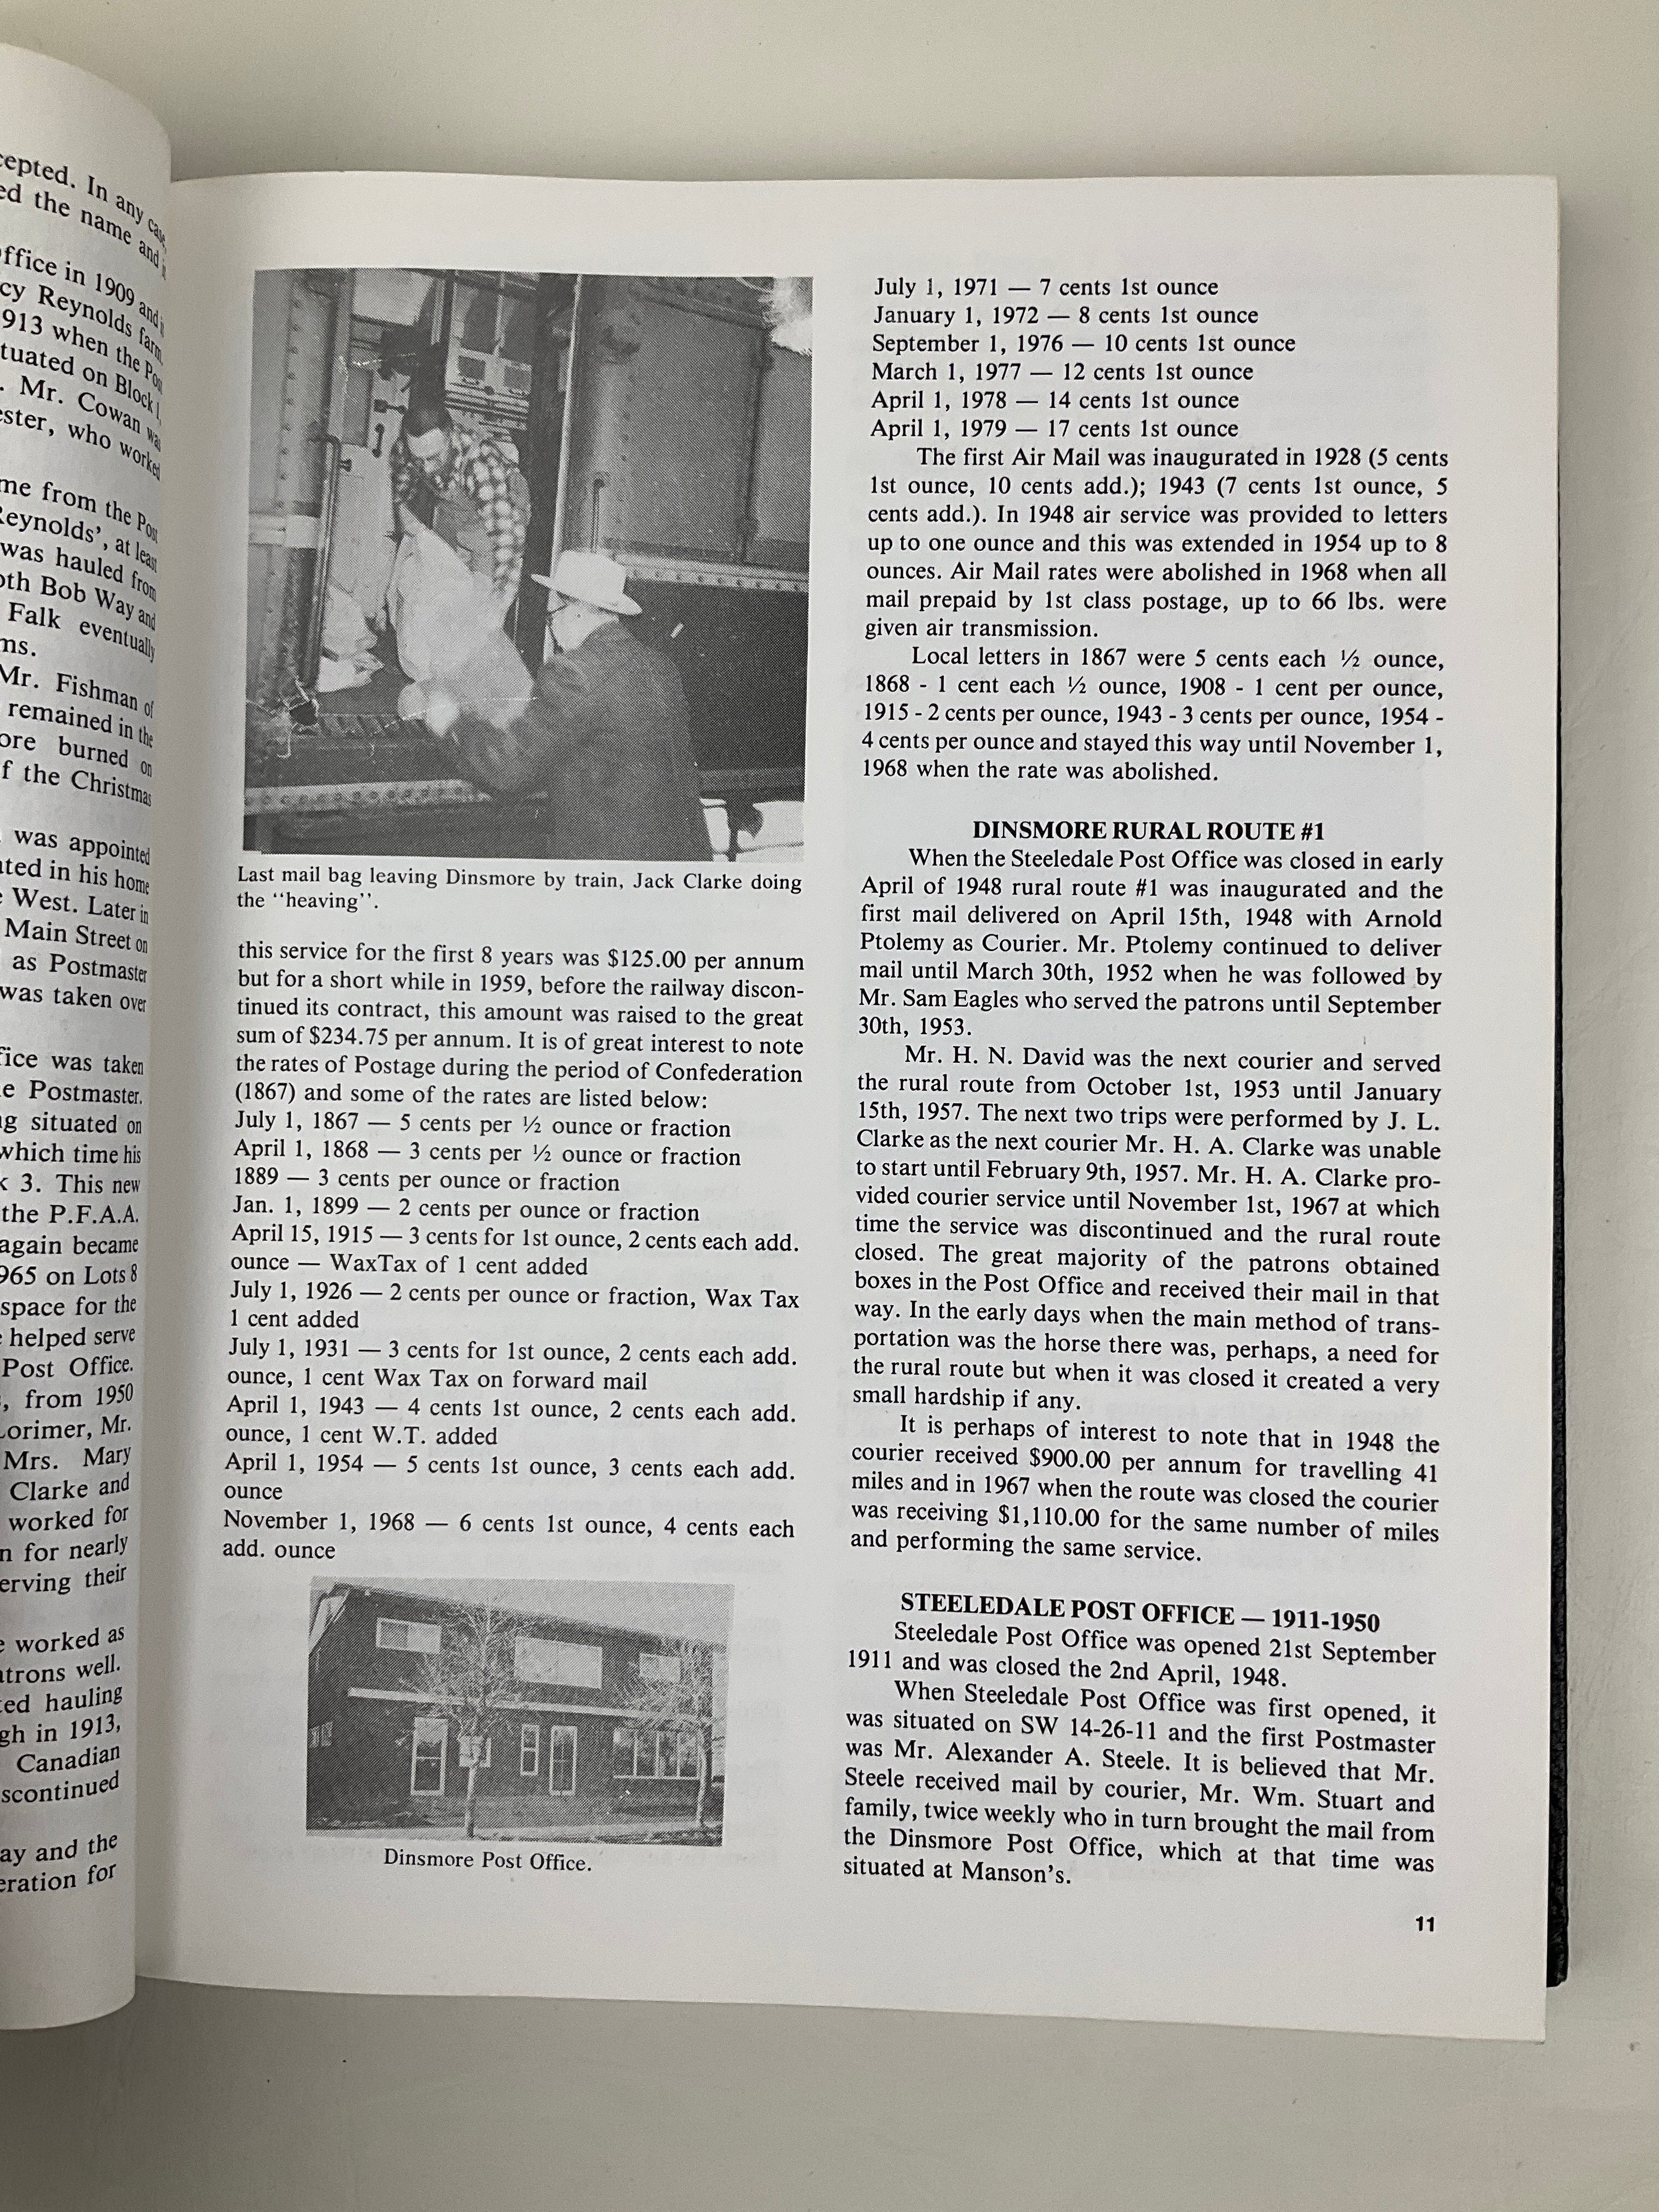 cepted. In any case,
ed the name and it
office in 1909 and it
cy Reynolds farm
913 when the Post
tuated on Block 1,
. Mr. Cowan was
ester, who worked
me from the Post
Reynolds', at least
was hauled from
oth Bob Way and
Falk eventually
ms.
Mr. Fishman of
remained in the
ore burned on
f the Christmas
was appointed
ated in his home
e West. Later in
Main Street on
as Postmaster
was taken over
fice was taken
e Postmaster.
ng situated on
which time his
k 3. This new
the P.F.A.A.
again became
965 on Lots 8
space for the
e helped serve
Post Office.
, from 1950
Lorimer, Mr.
Mrs. Mary
Clarke and
worked for
n for nearly
erving their
e worked as
atrons well.
ted hauling
gh in 1913,
Canadian
scontinued
ay and the
eration for
Last mail bag leaving Dinsmore by train, Jack Clarke doing
the "heaving".
this service for the first 8 years was $125.00 per annum
but for a short while in 1959, before the railway discon-
tinued its contract, this amount was raised to the great
sum of $234.75 per annum. It is of great interest to note
the rates of Postage during the period of Confederation
(1867) and some of the rates are listed below:
July 1, 1867 — 5 cents per ½ ounce or fraction
April 1, 1868 — 3 cents per ½ ounce or fraction
1889 — 3 cents per ounce or fraction
Jan. 1, 1899 — 2 cents per ounce or fraction
April 15, 1915 — 3 cents for 1st ounce, 2 cents each add.
ounce — WaxTax of 1 cent added
July 1, 1926 — 2 cents per ounce or fraction, Wax Tax
1 cent added
July 1, 1931 — 3 cents for 1st ounce, 2 cents each add.
ounce, 1 cent Wax Tax on forward mail
April 1, 1943 — 4 cents 1st ounce, 2 cents each add.
ounce, 1 cent W.T. added
April 1, 1954 — 5 cents 1st ounce, 3 cents each add.
ounce
November 1, 1968 — 6 cents 1st ounce, 4 cents each
add. ounce
Dinsmore Post Office.
July 1, 1971 — 7 cents 1st ounce
January 1, 1972 — 8 cents 1st ounce
September 1, 1976 — 10 cents 1st ounce
March 1, 1977 — 12 cents 1st ounce
April 1, 1978 — 14 cents 1st ounce
April 1, 1979 — 17 cents 1st ounce
The first Air Mail was inaugurated in 1928 (5 cents
1st ounce, 10 cents add.); 1943 (7 cents 1st ounce, 5
cents add.). In 1948 air service was provided to letters
up to one ounce and this was extended in 1954 up to 8
ounces. Air Mail rates were abolished in 1968 when all
mail prepaid by 1st class postage, up to 66 lbs. were
given air transmission.
Local letters in 1867 were 5 cents each ½ ounce,
1868 - 1 cent each ½ ounce, 1908 - 1 cent per ounce,
1915 - 2 cents per ounce, 1943 - 3 cents per ounce, 1954 -
4 cents per ounce and stayed this way until November 1,
1968 when the rate was abolished.
DINSMORE RURAL ROUTE #1
When the Steeledale Post Office was closed in early
April of 1948 rural route #1 was inaugurated and the
first mail delivered on April 15th, 1948 with Arnold
Ptolemy as Courier. Mr. Ptolemy continued to deliver
mail until March 30th, 1952 when he was followed by
Mr. Sam Eagles who served the patrons until September
30th, 1953.
Mr. H. N. David was the next courier and served
the rural route from October 1st, 1953 until January
15th, 1957. The next two trips were performed by J. L.
Clarke as the next courier Mr. H. A. Clarke was unable
to start until February 9th, 1957. Mr. H. A. Clarke pro-
vided courier service until November 1st, 1967 at which
time the service was discontinued and the rural route
closed. The great majority of the patrons obtained
boxes in the Post Office and received their mail in that
way. In the early days when the main method of trans-
portation was the horse there was, perhaps, a need for
the rural route but when it was closed it created a very
small hardship if any.
It is perhaps of interest to note that in 1948 the
courier received $900.00 per annum for travelling 41
miles and in 1967 when the route was closed the courier
was receiving $1,110.00 for the same number of miles
and performing the same service.
STEELEDALE POST OFFICE — 1911-1950
Steeledale Post Office was opened 21st September
1911 and was closed the 2nd April, 1948.
When Steeledale Post Office was first opened, it
was situated on SW 14-26-11 and the first Postmaster
was Mr. Alexander A. Steele. It is believed that Mr.
Steele received mail by courier, Mr. Wm. Stuart and
family, twice weekly who in turn brought the mail from
the Dinsmore Post Office, which at that time was
situated at Manson's.
11